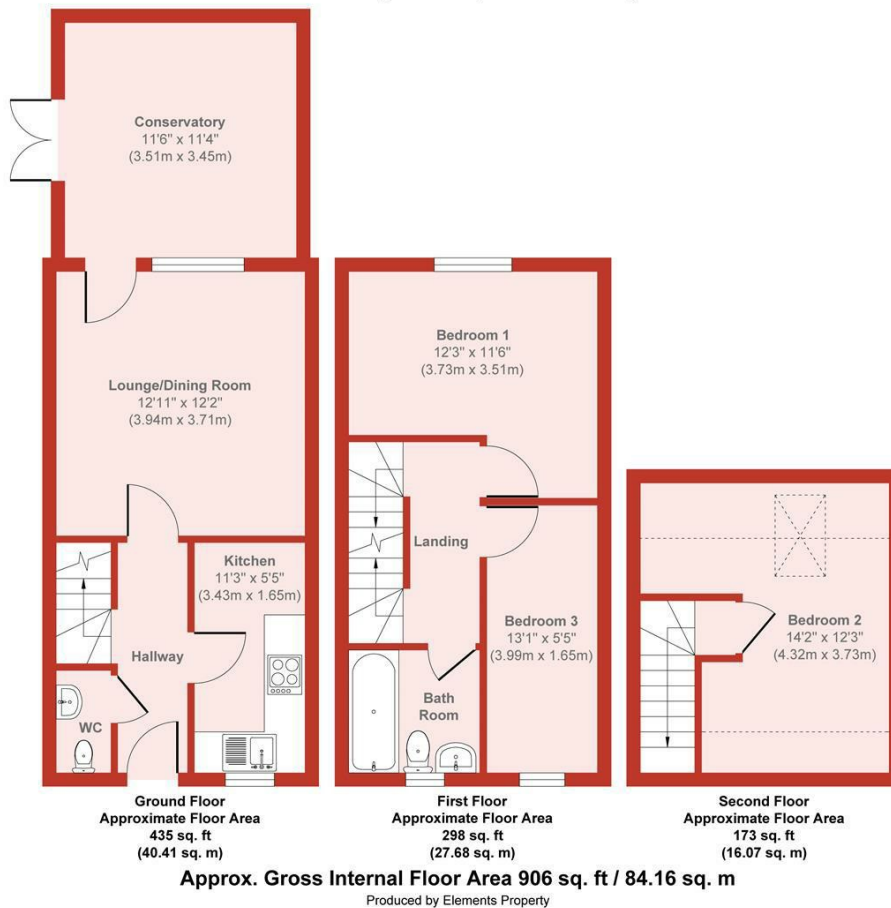 Conservatory
11'6" x 11'4"
(3.51m x 3.45m)
Lounge/Dining Room
12'11" x 12'2"
(3.94m x 3.71m)
Kitchen
11'3" x 5'5"
(3.43m x 1.65m)
Hallway
WC
Ground Floor
Approximate Floor Area
435 sq. ft
(40.41 sq. m)
Bedroom 1
12'3" x 11'6"
(3.73m x 3.51m)
Landing
Bedroom 3
13'1" x 5'5"
(3.99m x 1.65m)
Bath
Room
First Floor
Approximate Floor Area
298 sq. ft
(27.68 sq. m)
Bedroom 2
14'2" x 12'3"
(4.32m x 3.73m)
Second Floor
Approximate Floor Area
173 sq. ft
(16.07 sq. m)
Approx. Gross Internal Floor Area 906 sq. ft / 84.16 sq. m
Produced by Elements Property